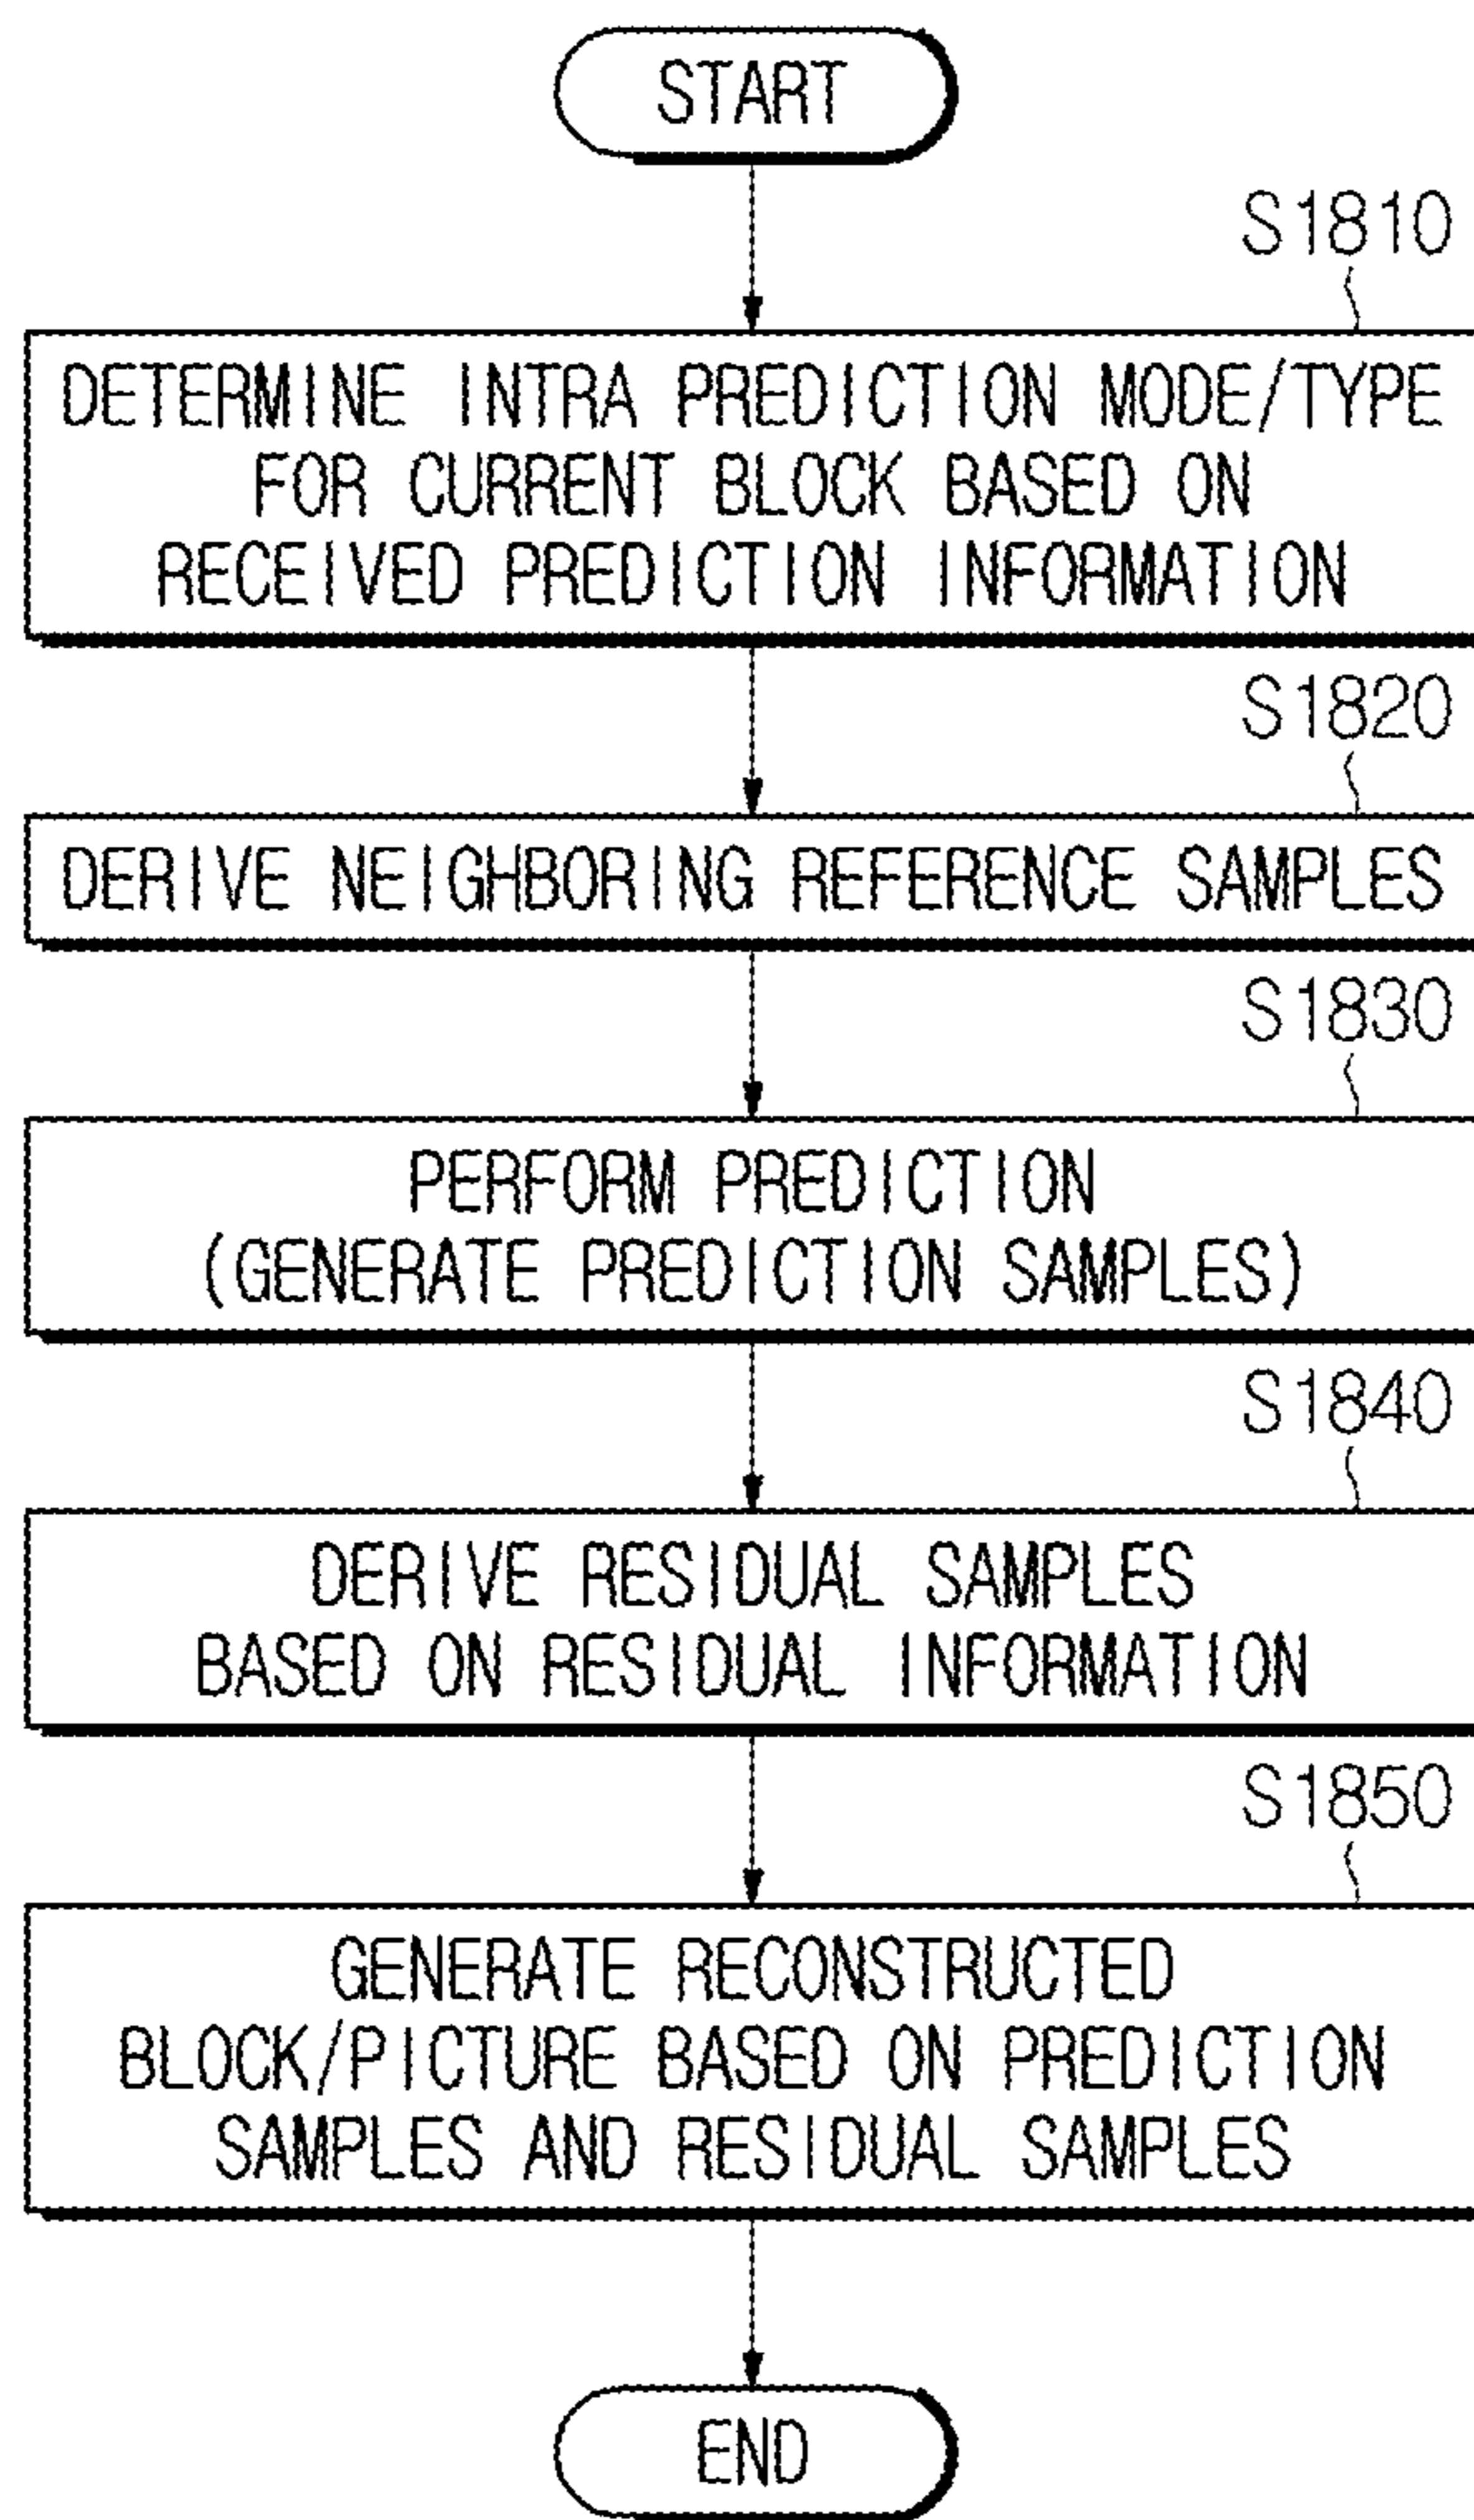 START
S1810
DETERMINE INTRA PREDICTION MODE/TYPE
FOR CURRENT BLOCK BASED ON
RECEIVED PREDICTION INFORMATION
S1820
DERIVE NEIGHBORING REFERENCE SAMPLES
S1830
PERFORM PREDICTION
(GENERATE PREDICTION SAMPLES)
S1840
DERIVE RESIDUAL SAMPLES
BASED ON RESIDUAL INFORMATION
S1850
GENERATE RECONSTRUCTED
BLOCK/PICTURE BASED ON PREDICTION
SAMPLES AND RESIDUAL SAMPLES
END